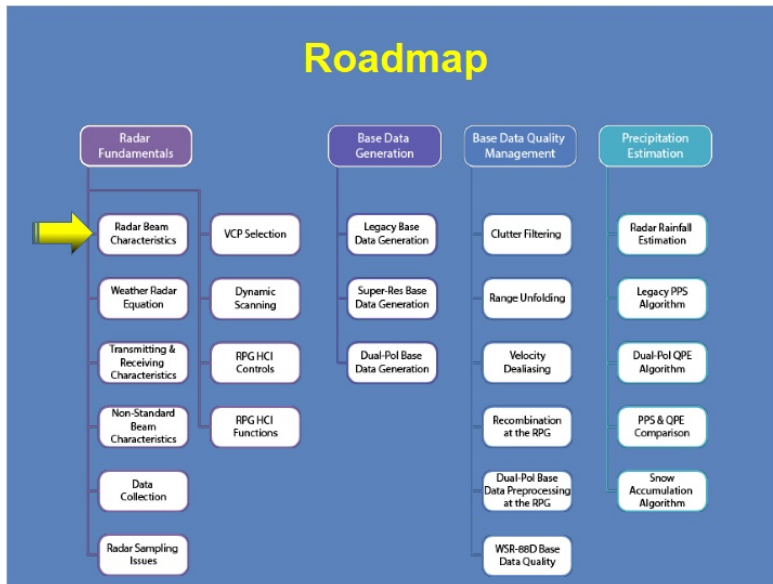 Roadmap
Radar
Fundamentals
Radar Beam
Characteristics
Weather Radar
Equation
Transmitting &
Receiving
Characteristics
Non-Standard
Beam
Characteristics
Data
Collection
Radar Sampling
Issues
VCP Selection
Dynamic
Scanning
RPG HCI
Controls
RPG HCI
Functions
Base Data
Generation
Legacy Base
Data Generation
Super-Res Base
Data Generation
Dual-Pol Base
Data Generation
Base Data Quality
Management
Clutter Filtering
Range Unfolding
Velocity
Dealiasing
Recombination
at the RPG
Dual-Pol Base
Data Preprocessing
at the RPG
WSR-88D Base
Data Quality
Precipitation
Estimation
Radar Rainfall
Estimation
Legacy PPS
Algorithm
Dual-Pol QPE
Algorithm
PPS & QPE
Comparison
Snow
Accumulation
Algorithm